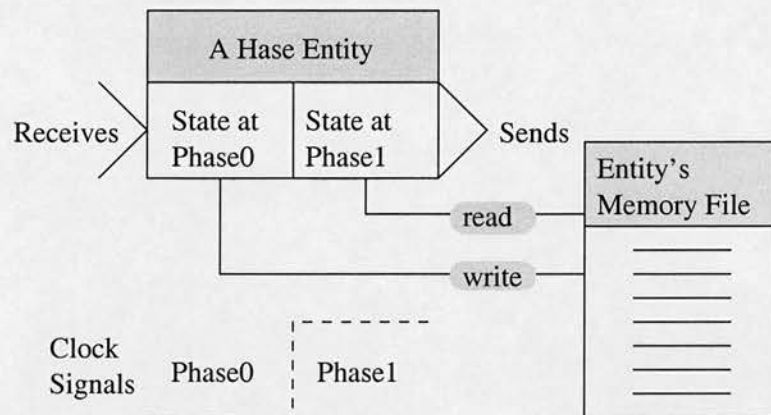 A Hase Entity
Receives
State at
Phase0
State at
Phase1
Sends
Entity's
Memory File
read
write
Clock
Signals
Phase0
Phase1